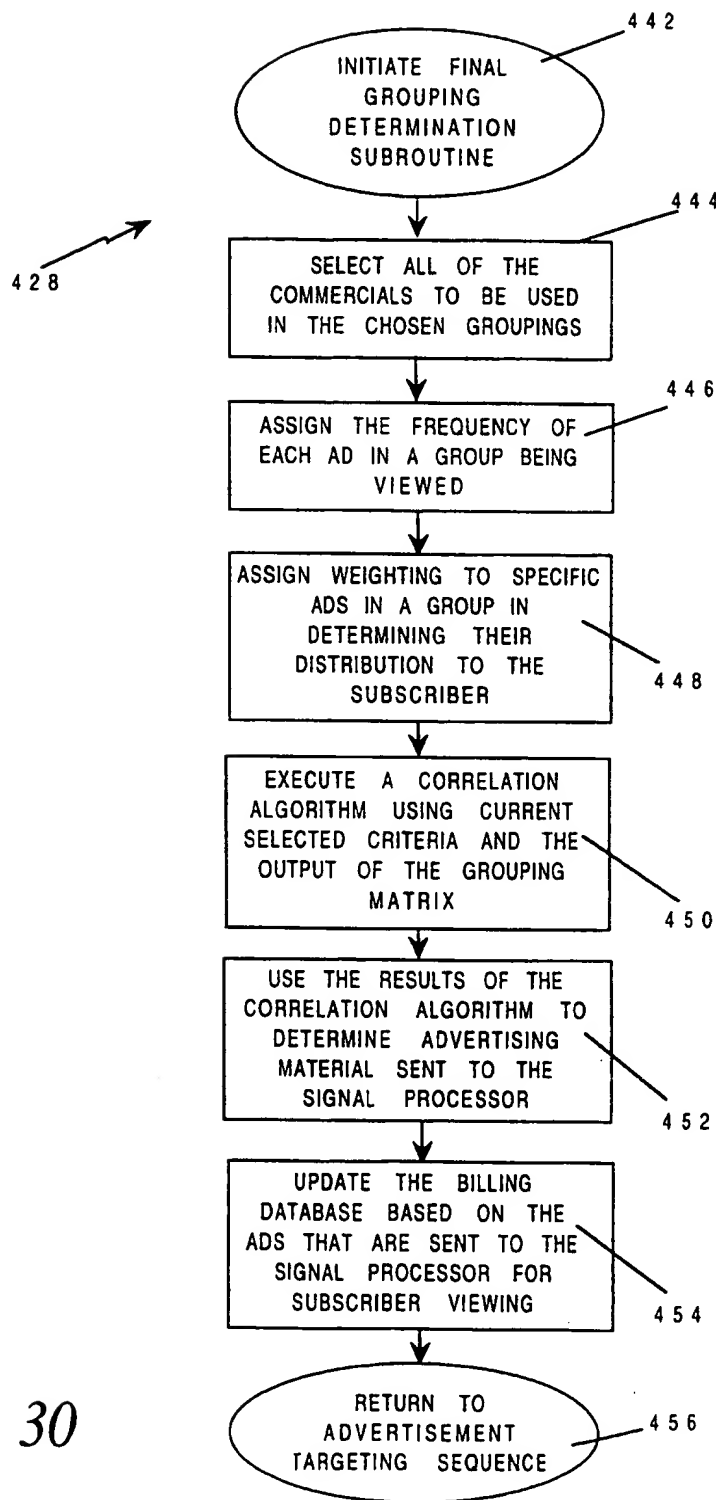 442
INITIATE FINAL
GROUPING
DETERMINATION
SUBROUTINE
444
428
SELECT ALL OF THE
COMMERCIALS TO BE USED
IN THE CHOSEN GROUPINGS
446
ASSIGN THE FREQUENCY OF
EACH AD IN A GROUP BEING
VIEWED
ASSIGN WEIGHTING TO SPECIFIC
ADS IN A GROUP IN
DETERMINING THEIR
DISTRIBUTION TO THE
SUBSCRIBER
448
EXECUTE A CORRELATION
ALGORITHM USING CURRENT
SELECTED CRITERIA AND THE
OUTPUT OF THE GROUPING
MATRIX
450
USE THE RESULTS OF THE
CORRELATION ALGORITHM TO
DETERMINE ADVERTISING
MATERIAL SENT TO THE
SIGNAL PROCESSOR
452
UPDATE THE BILLING
DATABASE BASED ON THE
ADS THAT ARE SENT TO THE
SIGNAL PROCESSOR FOR
SUBSCRIBER VIEWING
454
RETURN TO
ADVERTISEMENT
TARGETING SEQUENCE
456
30